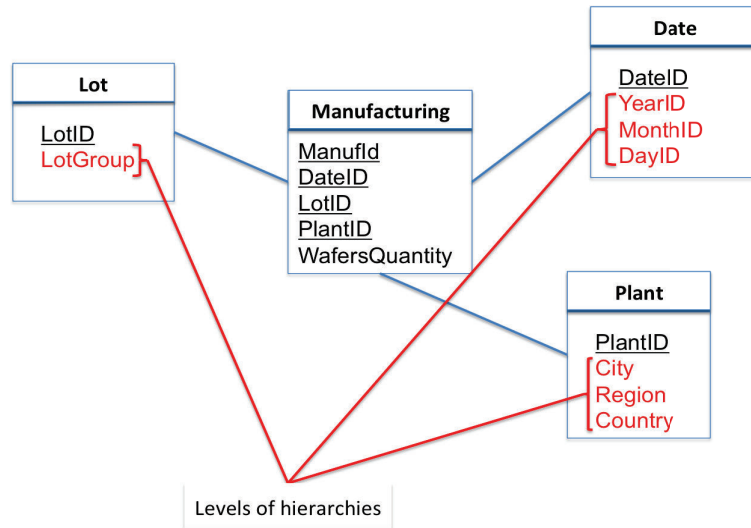 Lot
LotID
LotGroup
Manufacturing
ManufId
DateID
LotID
PlantID
WafersQuantity
Date
DateID
YearID
MonthID
DayID
Plant
PlantID
City
Region
Country
Levels of hierarchies